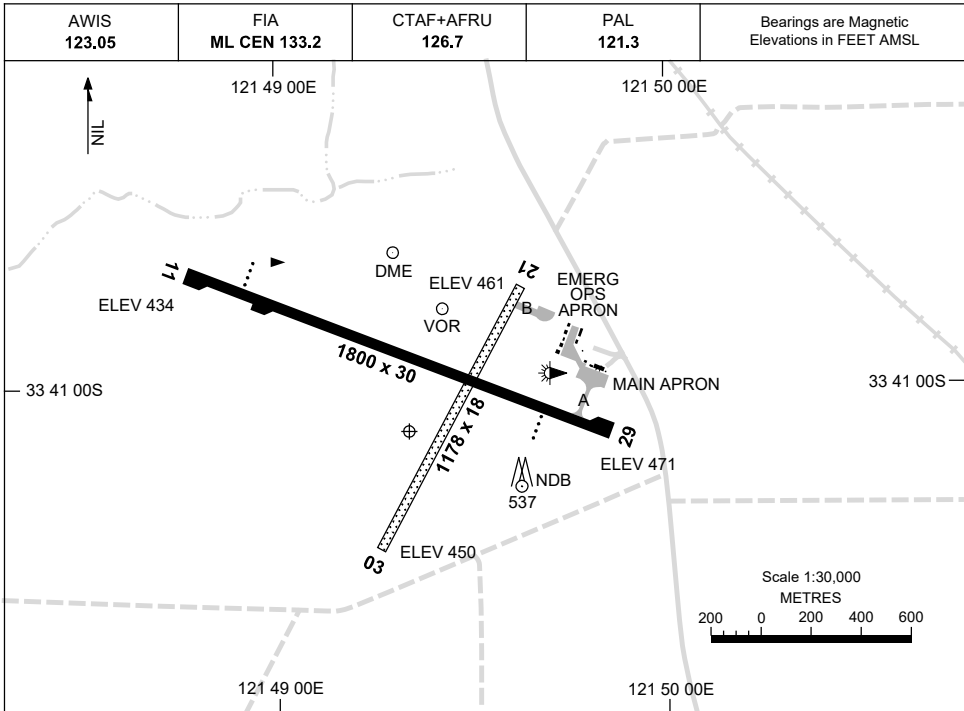 AWIS
123.05
FIA
ML CEN 133.2
CTAF+AFRU
126.7
PAL
121.3
Bearings are Magnetic
Elevations in FEET AMSL
121 49 00E
121 50 00E
NIL
11
DME
ELEV 461
21
EMERG
OPS
APRON
ELEV 434
B
VOR
1800 x 30
MAIN APRON
33 41 00S
33 41 00S
A
1178 x 18
29
ELEV 471
NDB
537
03
ELEV 450
Scale 1:30,000
METRES
200 0 200 400 600
121 49 00E
121 50 00E